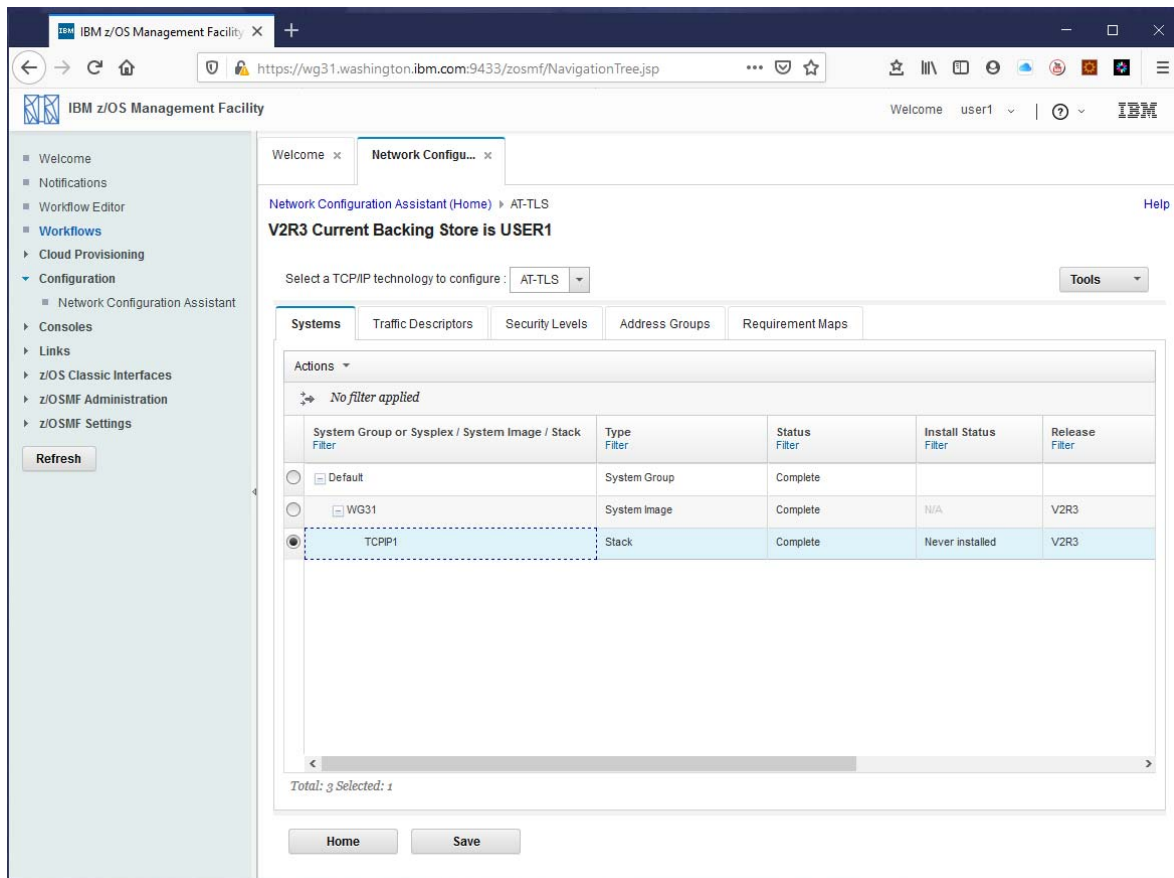 IBM IBM z/OS Management Facility
https://wg31.washington.ibm.com:9433/zosmf/NavigationTree.jsp
IBM z/OS Management Facility
Welcome user1
IBM
Welcome
Notifications
Workflow Editor
Workflows
Cloud Provisioning
Configuration
Network Configuration Assistant
Consoles
Links
z/OS Classic Interfaces
z/OSMF Administration
z/OSMF Settings
Refresh
Welcome
Network Configu...
Network Configuration Assistant (Home) AT-TLS
Help
V2R3 Current Backing Store is USER1
Select a TCP/IP technology to configure : AT-TLS
Tools
Systems Traffic Descriptors Security Levels Address Groups Requirement Maps
Actions
No filter applied
System Group or Sysplex / System Image / Stack Type Status Install Status Release
Filter Filter Filter Filter Filter
Default System Group Complete
WG31 System Image Complete N/A V2R3
TCPIP1 Stack Complete Never installed V2R3
Total: 3 Selected: 1
Home Save